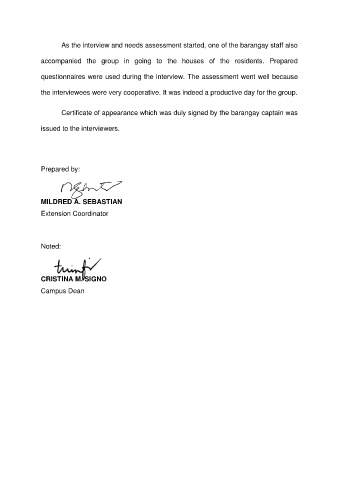 As the interview and needs assessment started, one of the barangay staff also
accompanied the group in going to the houses of the residents. Prepared
questionnaires were used during the interview. The assessment went well because
the interviewees were very cooperative. It was indeed a productive day for the group.
Certificate of appearance which was duly signed by the barangay captain was
issued to the interviewers.
Prepared by:
MILDRED A. SEBASTIAN
Extension Coordinator
Noted:
CRISTINA M. SIGNO
Campus Dean